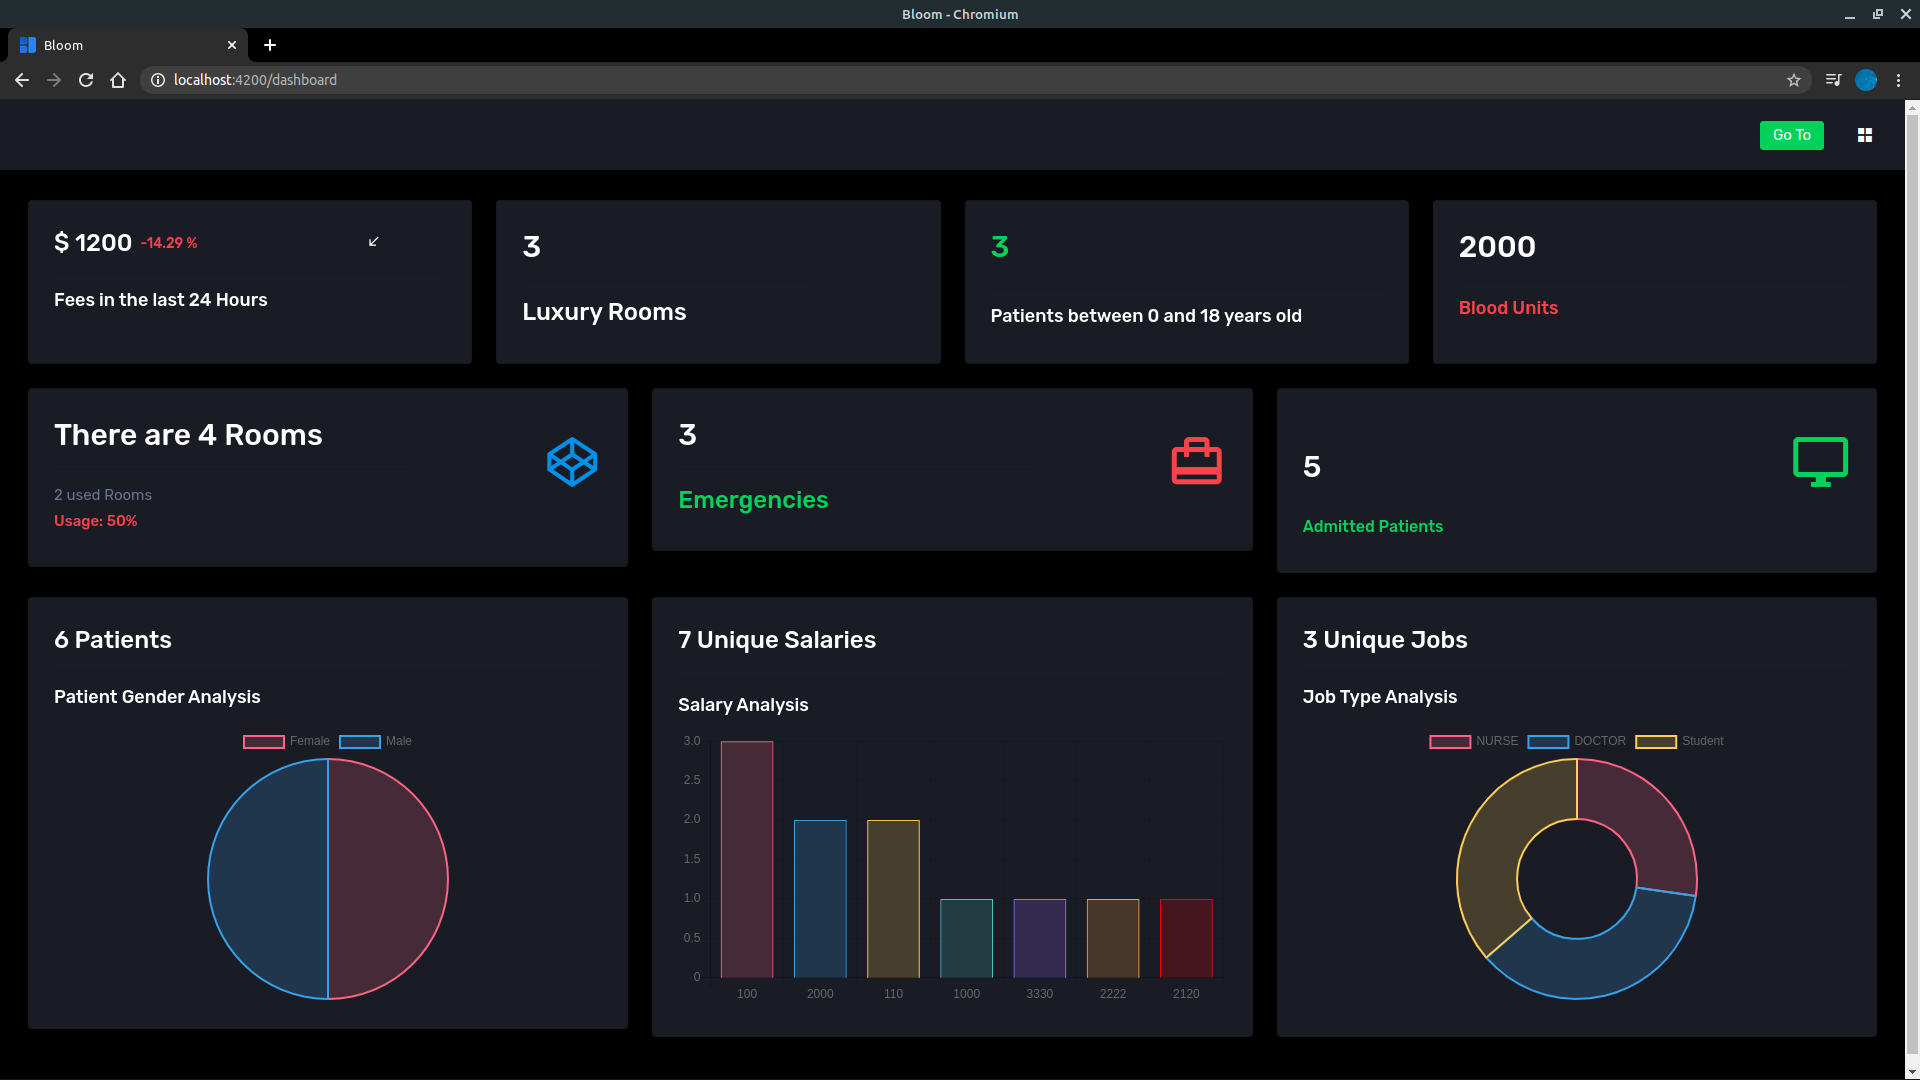 Bloom - Chromium
Bloom
localhost:4200/dashboard
Go To
$ 1200 -14.29 %
Fees in the last 24 Hours
3
Luxury Rooms
3
Patients between 0 and 18 years old
2000
Blood Units
There are 4 Rooms
2 used Rooms
Usage: 50%
3
Emergencies
5
Admitted Patients
6 Patients
Patient Gender Analysis
Female Male
7 Unique Salaries
Salary Analysis
3.0
2.5
2.0
1.5
1.0
0.5
0
100 2000 110 1000 3330 2222 2120
3 Unique Jobs
Job Type Analysis
NURSE DOCTOR Student